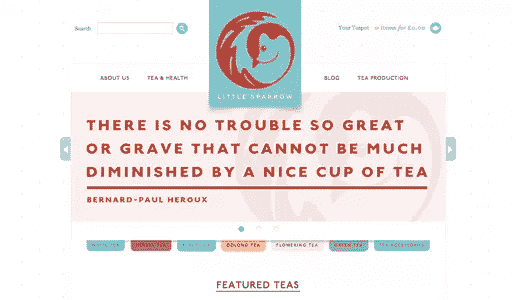 Search
Your Teapot 0 items for £0.00
LITTLE SPARROW
ABOUT US TEA & HEALTH BLOG TEA PRODUCTION
THERE IS NO TROUBLE SO GREAT
OR GRAVE THAT CANNOT BE MUCH
DIMINISHED BY A NICE CUP OF TEA
BERNARD-PAUL HEROUX
WHITE TEA OOLONG TEA FLOWERING TEA GREEN TEA TEA ACCESSORIES
FEATURED TEAS